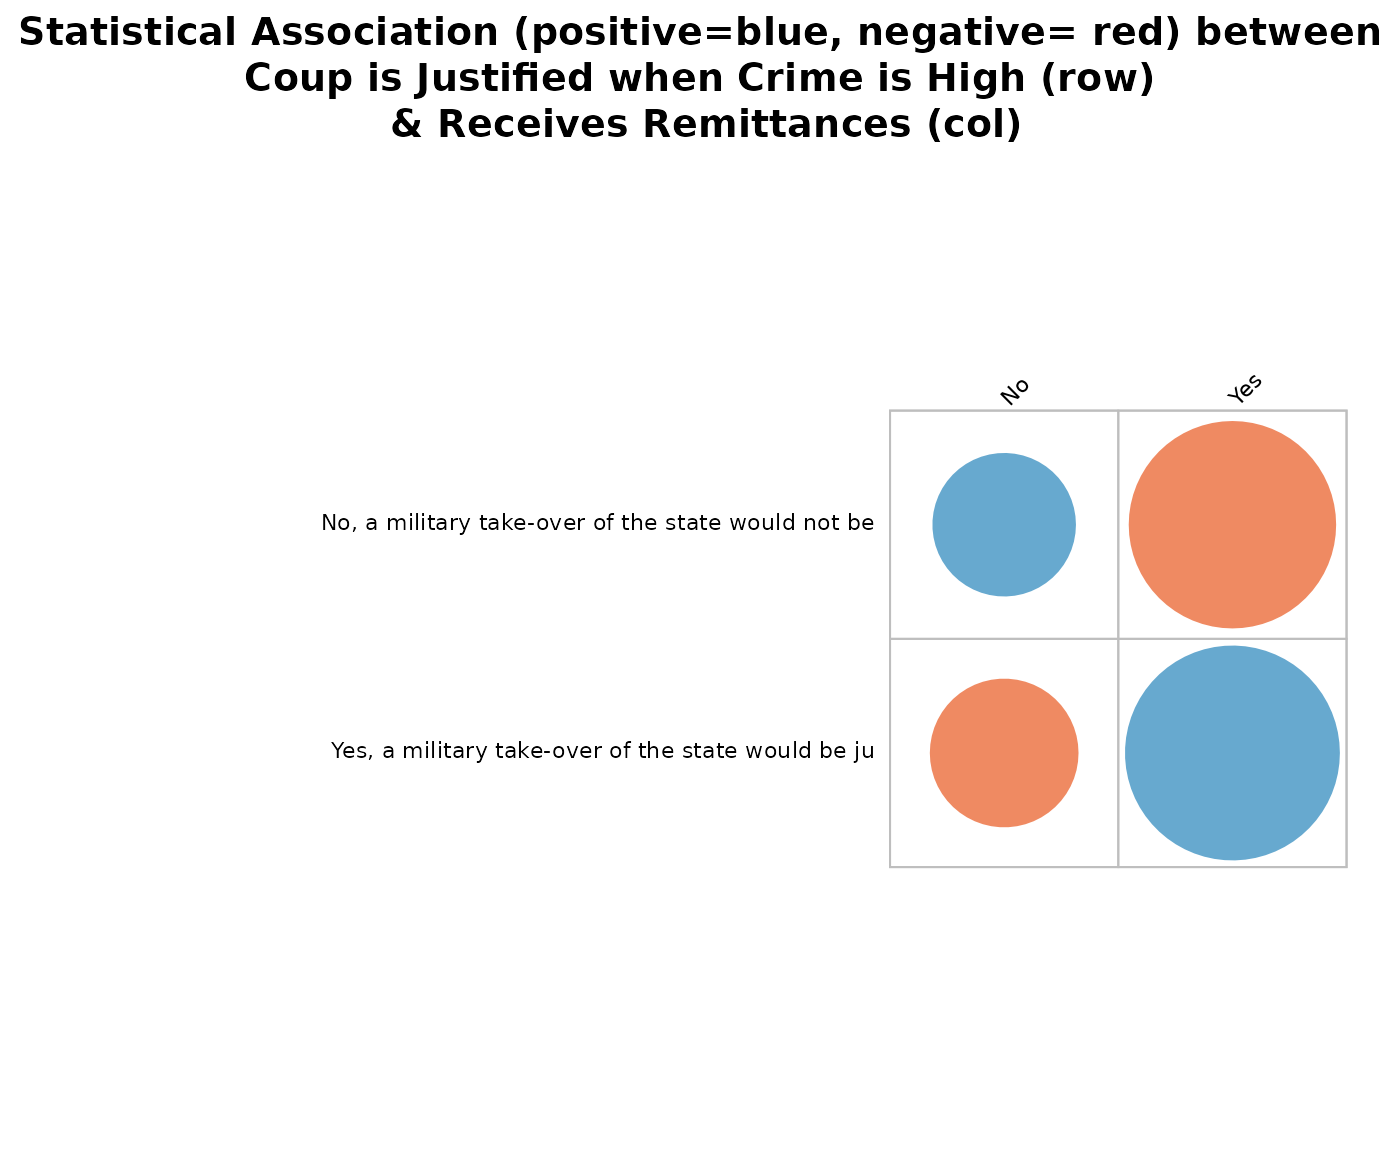 Statistical Association (positive=blue, negative= red) between
Coup is Justified when Crime is High (row)
& Receives Remittances (col)
No
Yes
No, a military take-over of the state would not be
Yes, a military take-over of the state would be ju